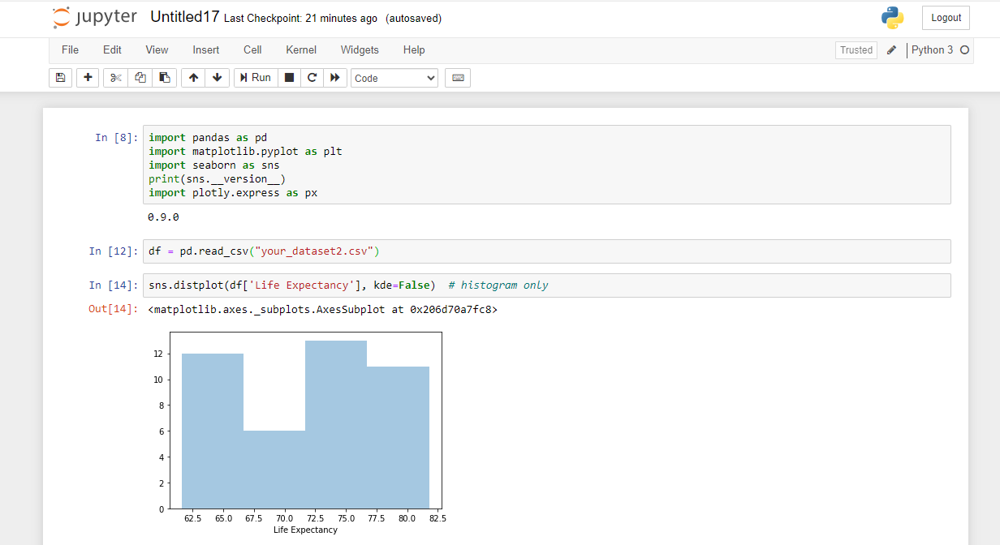 jupyter Untitled17 Last Checkpoint: 21 minutes ago (autosaved) Logout
File Edit View Insert Cell Kernel Widgets Help Trusted Python 3
Run Code
In [8]: import pandas as pd
import matplotlib.pyplot as plt
import seaborn as sns
print(sns.__version__)
import plotly.express as px
0.9.0
In [12]: df = pd.read_csv("your_dataset2.csv")
In [14]: sns.distplot(df['Life Expectancy'], kde=False)  # histogram only
Out[14]: <matplotlib.axes._subplots.AxesSubplot at 0x206d70a7fc8>
12
10
8
6
4
2
0
62.5 65.0 67.5 70.0 72.5 75.0 77.5 80.0 82.5
Life Expectancy